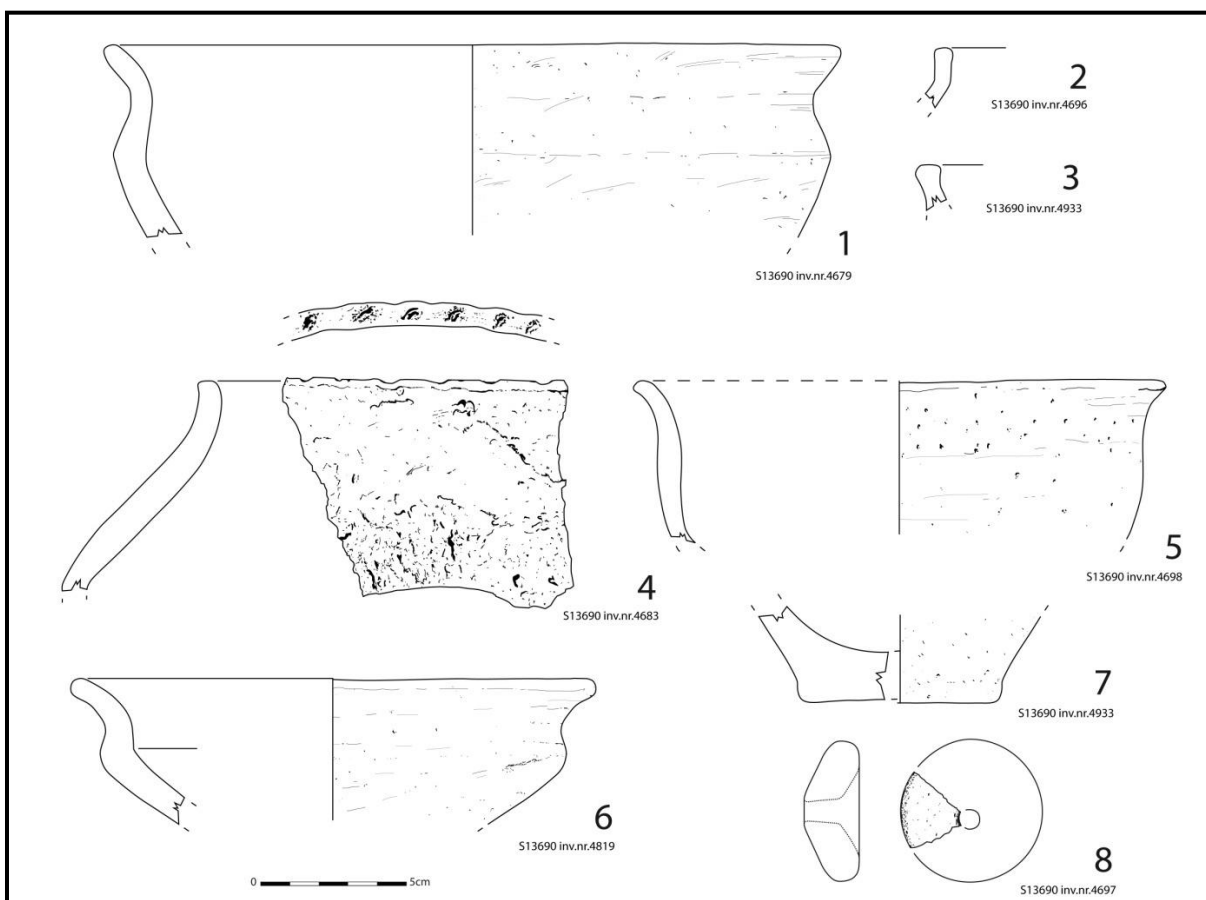 1
S13690 inv.nr.4679
2
S13690 inv.nr.4696
3
S13690 inv.nr.4933
4
S13690 inv.nr.4683
5
S13690 inv.nr.4698
6
S13690 inv.nr.4819
7
S13690 inv.nr.4933
8
S13690 inv.nr.4697
0 5cm